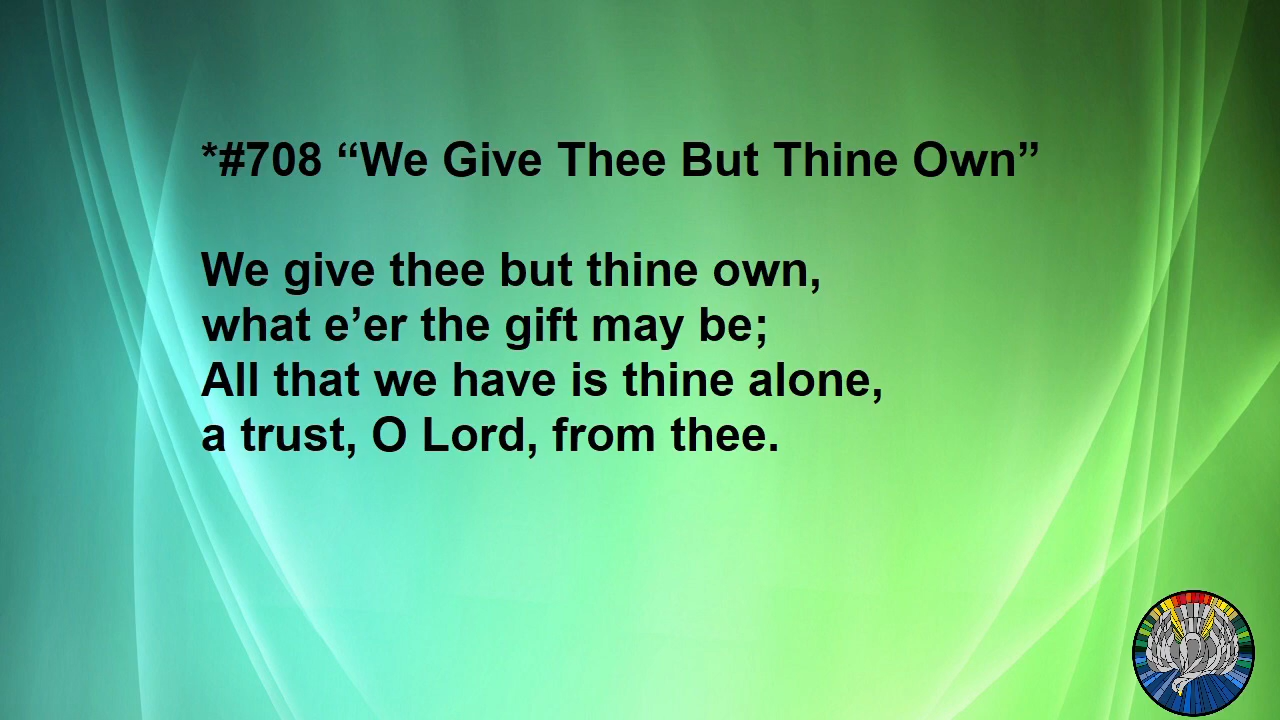 *#708 “We Give Thee But Thine Own”
We give thee but thine own,
what e’er the gift may be;
All that we have is thine alone,
a trust, O Lord, from thee.